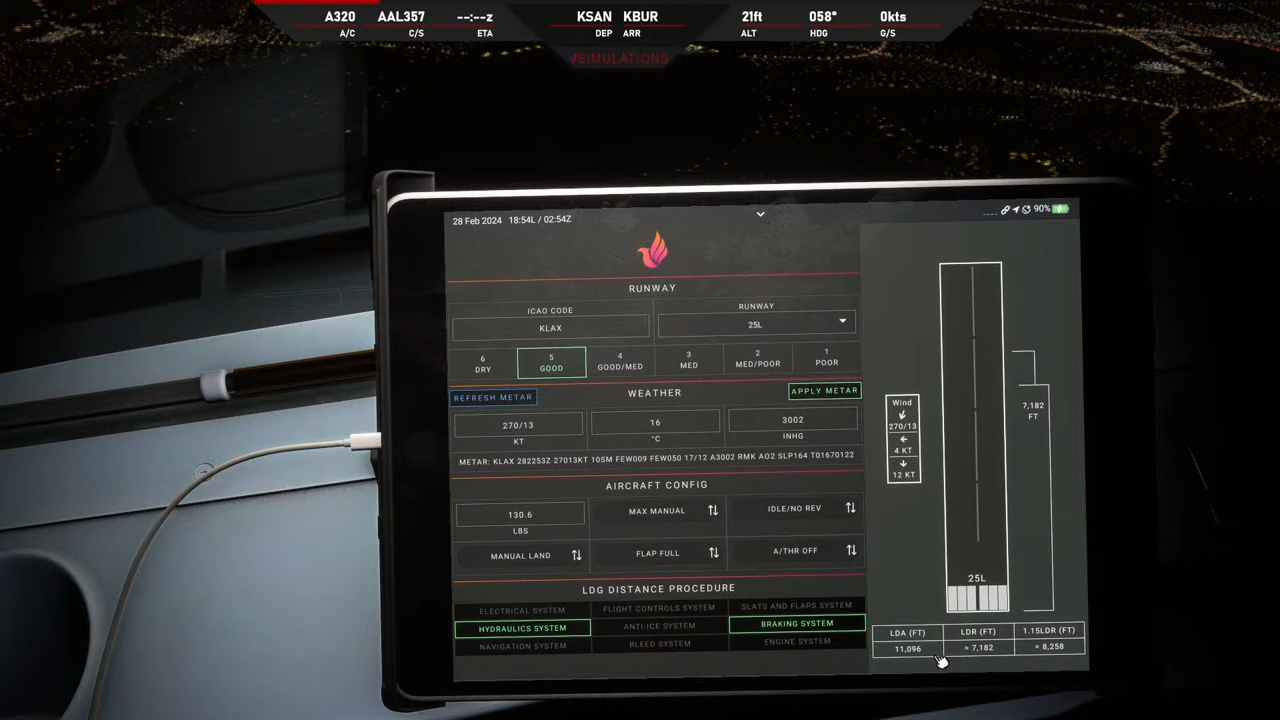 A320 AAL357 --:--z KSAN KBUR 21ft 058° 0kts
A/C C/S ETA DEP ARR ALT HDG G/S
/SIMULATIONS
28 Feb 2024 18:54L / 02:54Z 90%
RUNWAY
ICAO CODE RUNWAY
KLAX 25L
6 5 4 3 2 1
DRY GOOD GOOD/MED MED MED/POOR POOR
REFRESH METAR WEATHER APPLY METAR
270/13 16 3002
KT °C INHG
METAR: KLAX 282253Z 27013KT 10SM FEW009 FEW050 17/12 A3002 RMK AO2 SLP164 T01670122
AIRCRAFT CONFIG
130.6 MAX MANUAL IDLE/NO REV
LBS
MANUAL LAND FLAP FULL A/THR OFF
LDG DISTANCE PROCEDURE
ELECTRICAL SYSTEM FLIGHT CONTROLS SYSTEM SLATS AND FLAPS SYSTEM
HYDRAULICS SYSTEM ANTI-ICE SYSTEM BRAKING SYSTEM
NAVIGATION SYSTEM BLEED SYSTEM ENGINE SYSTEM
Wind
270/13
4 KT
12 KT
7,182
FT
25L
LDA (FT) LDR (FT) 1.15LDR (FT)
11,096 = 7,182 = 8,258